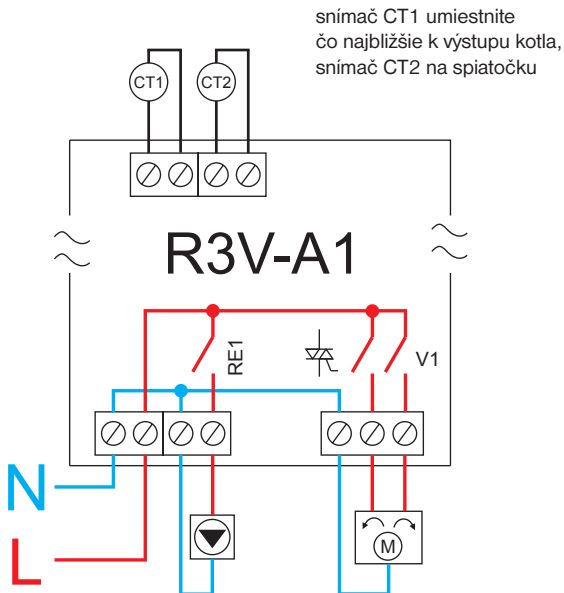 snímač CT1 umiestnite
čo najbližšie k výstupu kotla,
snímač CT2 na spiatočku
CT1
CT2
R3V-A1
RE1
V1
N
L
M